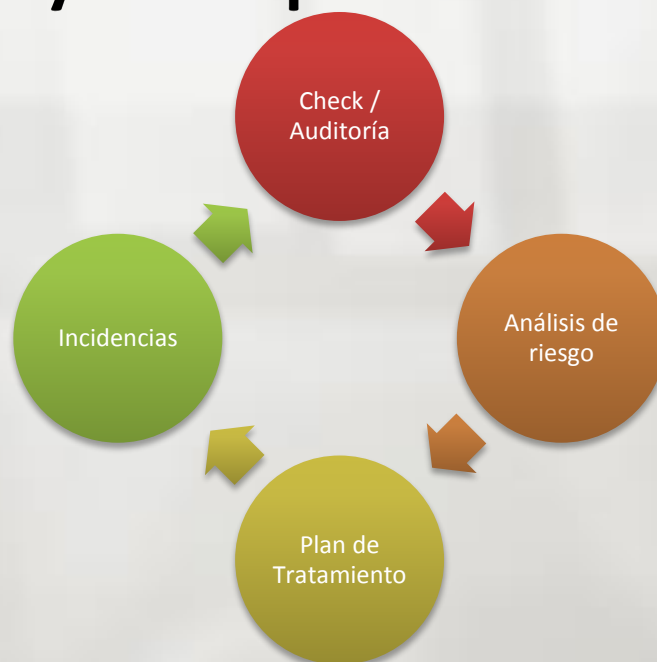 Check /
Auditoría
Análisis de
riesgo
Plan de
Tratamiento
Incidencias